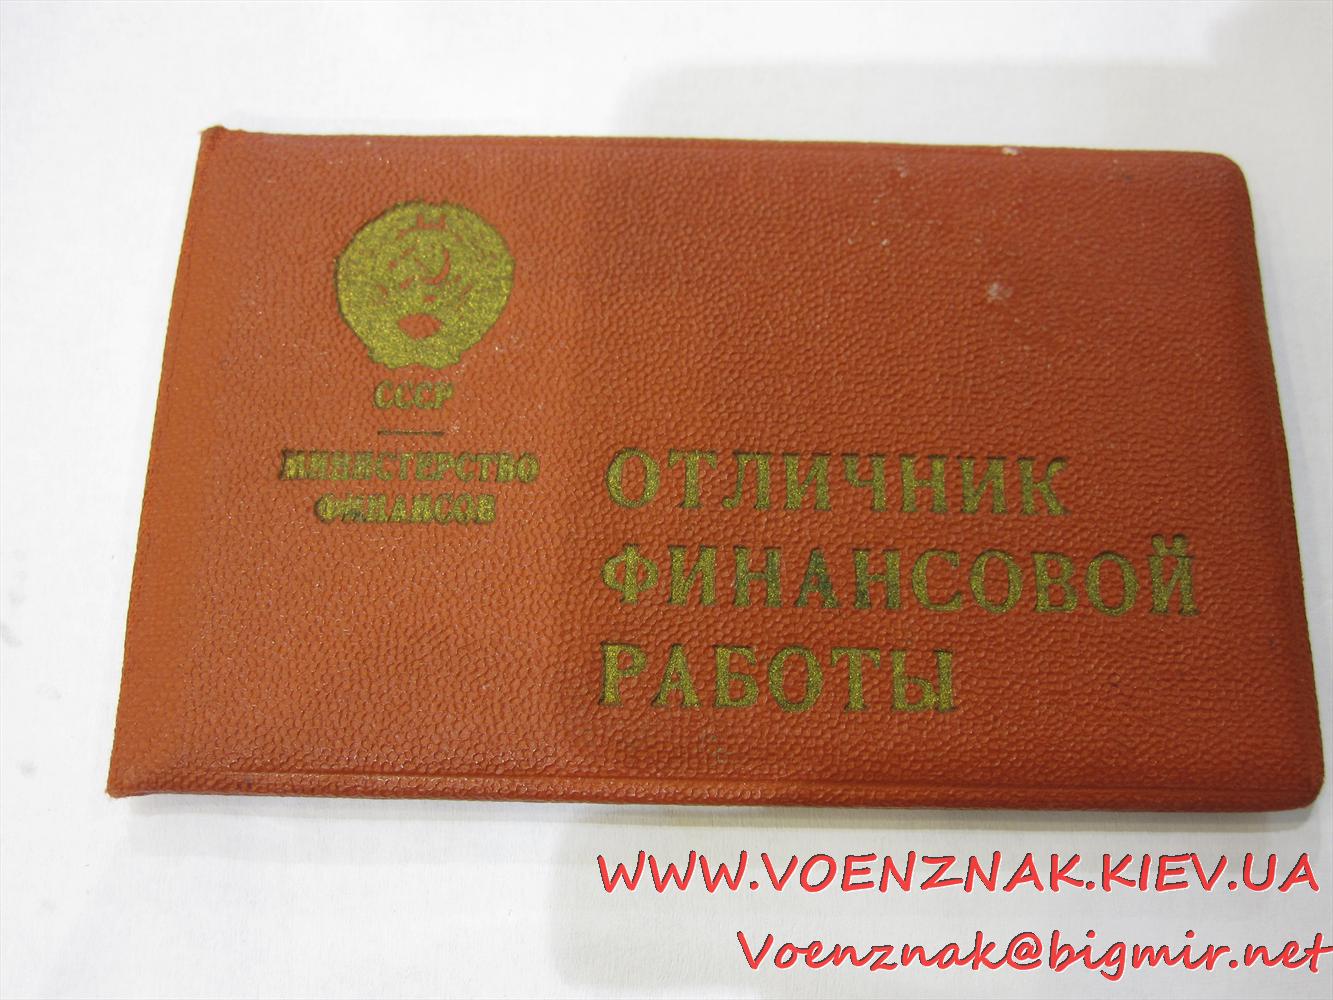 СССР
МИНИСТЕРСТВО
ФИНАНСОВ
ОТЛИЧНИК
ФИНАНСОВОЙ
РАБОТЫ
WWW.VOENZNAK.KIEV.UA
Voenznak@bigmir.net